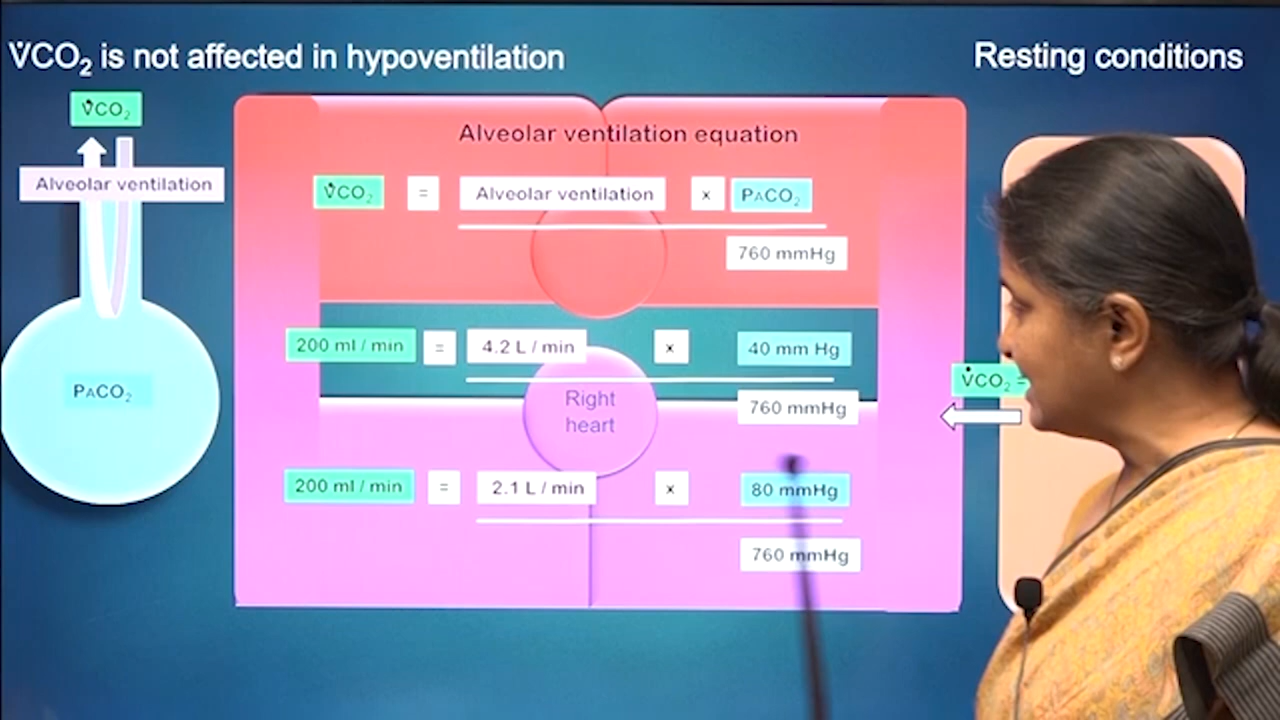 V̇CO₂ is not affected in hypoventilation
Resting conditions
V̇CO₂
Alveolar ventilation
PACO₂
Alveolar ventilation equation
V̇CO₂ = Alveolar ventilation x PACO₂
760 mmHg
200 ml / min = 4.2 L / min x 40 mm Hg
760 mmHg
Right
heart
200 ml / min = 2.1 L / min x 80 mmHg
760 mmHg
V̇CO₂ =